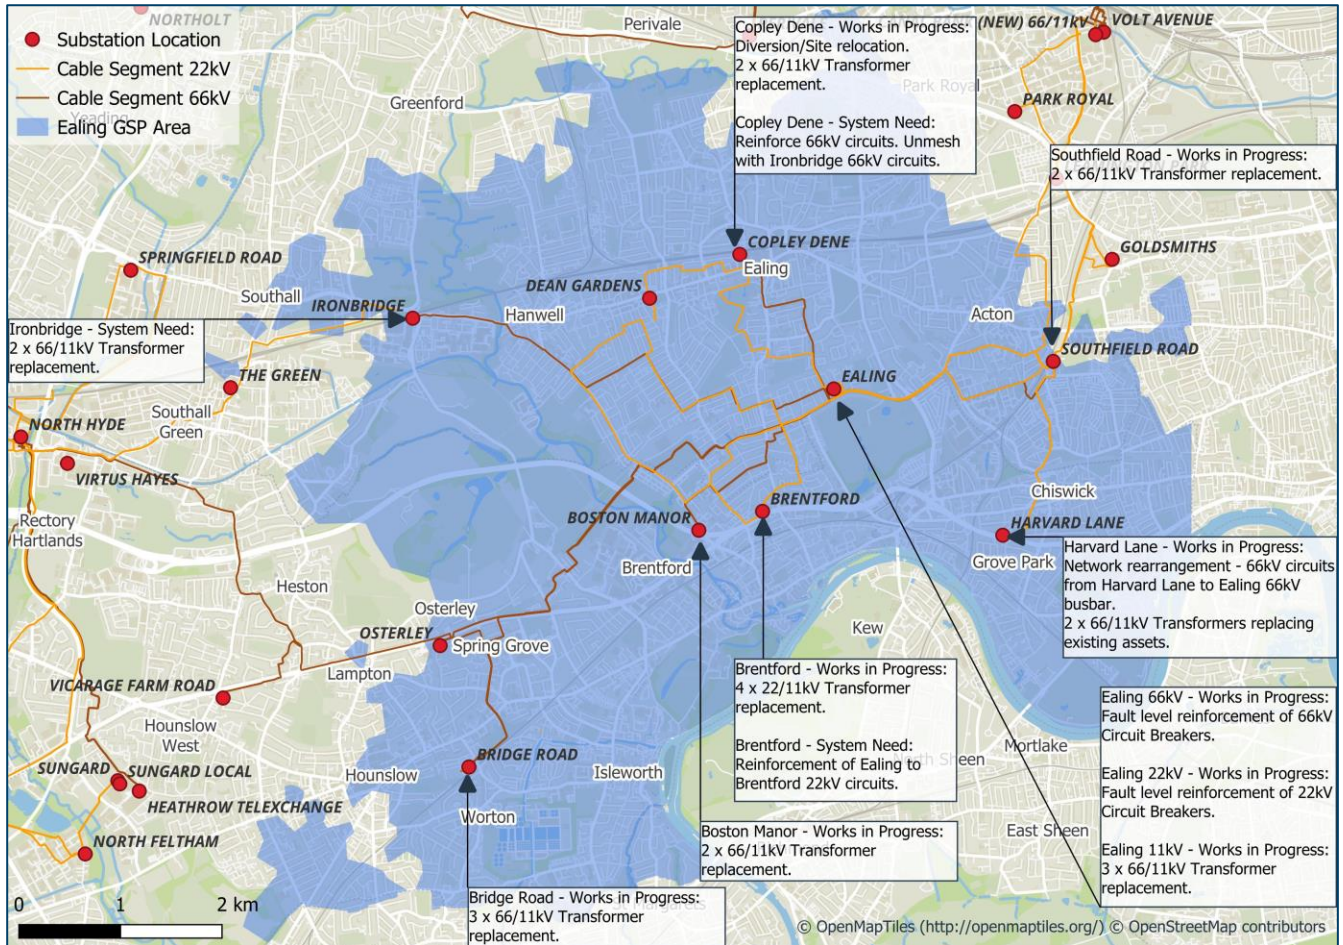 NORTHOLT
Substation Location
Cable Segment 22kV
Cable Segment 66kV
Ealing GSP Area
Yeading
Perivale
Greenford
Copley Dene - Works in Progress:
Diversion/Site relocation.
2 x 66/11kV Transformer
replacement.
Copley Dene - System Need:
Reinforce 66kV circuits. Unmesh
with Ironbridge 66kV circuits.
(NEW) 66/11kV
VOLT AVENUE
Park Royal
PARK ROYAL
Southfield Road - Works in Progress:
2 x 66/11kV Transformer replacement.
SPRINGFIELD ROAD
Southall
IRONBRIDGE
Hanwell
DEAN GARDENS
COPLEY DENE
Ealing
GOLDSMITHS
Acton
SOUTHFIELD ROAD
Ironbridge - System Need:
2 x 66/11kV Transformer
replacement.
THE GREEN
Southall
Green
EALING
NORTH HYDE
VIRTUS HAYES
Rectory
Hartlands
BOSTON MANOR
BRENTFORD
Brentford
Chiswick
HARVARD LANE
Grove Park
Harvard Lane - Works in Progress:
Network rearrangement - 66kV circuits
from Harvard Lane to Ealing 66kV
busbar.
2 x 66/11kV Transformers replacing
existing assets.
Heston
Osterley
OSTERLEY
Spring Grove
Lampton
Kew
VICARAGE FARM ROAD
Hounslow
West
Brentford - Works in Progress:
4 x 22/11kV Transformer
replacement.
Brentford - System Need:
Reinforcement of Ealing to
Brentford 22kV circuits.
North Sheen
Mortlake
East Sheen
Ealing 66kV - Works in Progress:
Fault level reinforcement of 66kV
Circuit Breakers.
Ealing 22kV - Works in Progress:
Fault level reinforcement of 22kV
Circuit Breakers.
Ealing 11kV - Works in Progress:
3 x 66/11kV Transformer
replacement.
SUNGARD
SUNGARD LOCAL
HEATHROW TELEXCHANGE
Hounslow
BRIDGE ROAD
Isleworth
Worton
NORTH FELTHAM
Boston Manor - Works in Progress:
2 x 66/11kV Transformer
replacement.
Bridge Road - Works in Progress:
3 x 66/11kV Transformer
replacement.
St Margarets
0 1 2 km
© OpenMapTiles (http://openmaptiles.org/) © OpenStreetMap contributors